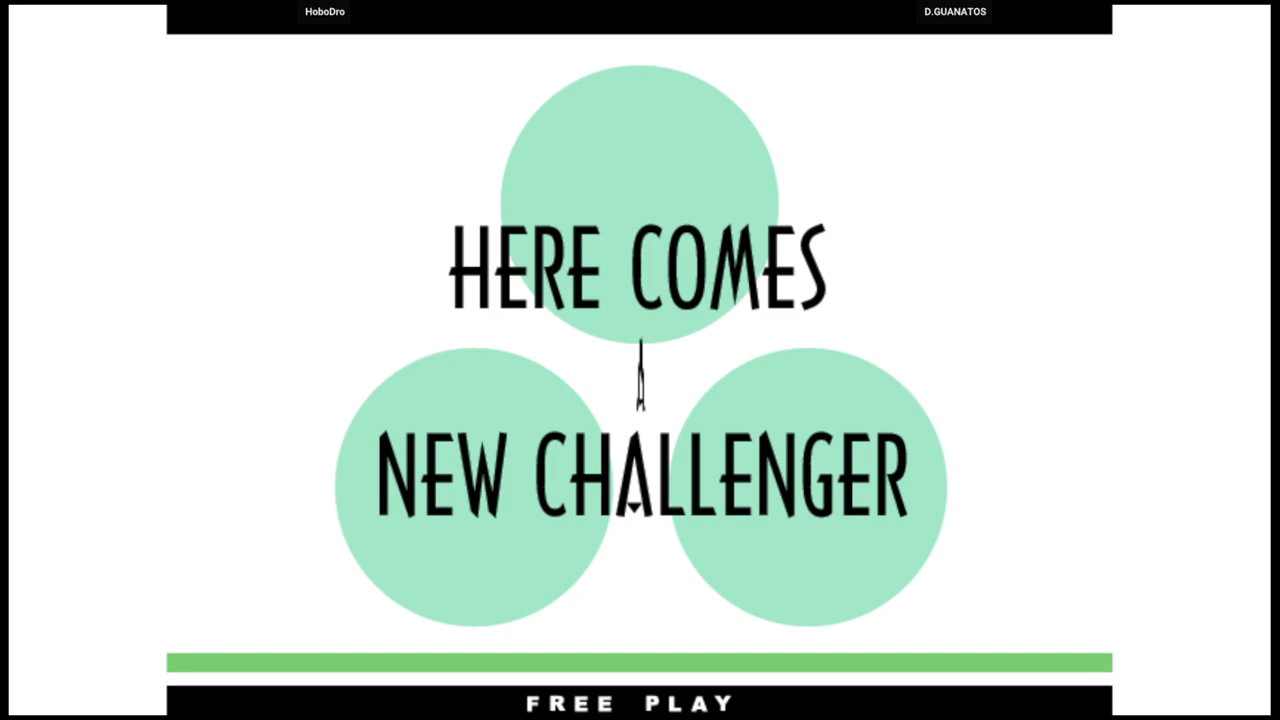 HoboDro
D.GUANATOS
HERE COMES
A
NEW CHALLENGER
FREE PLAY